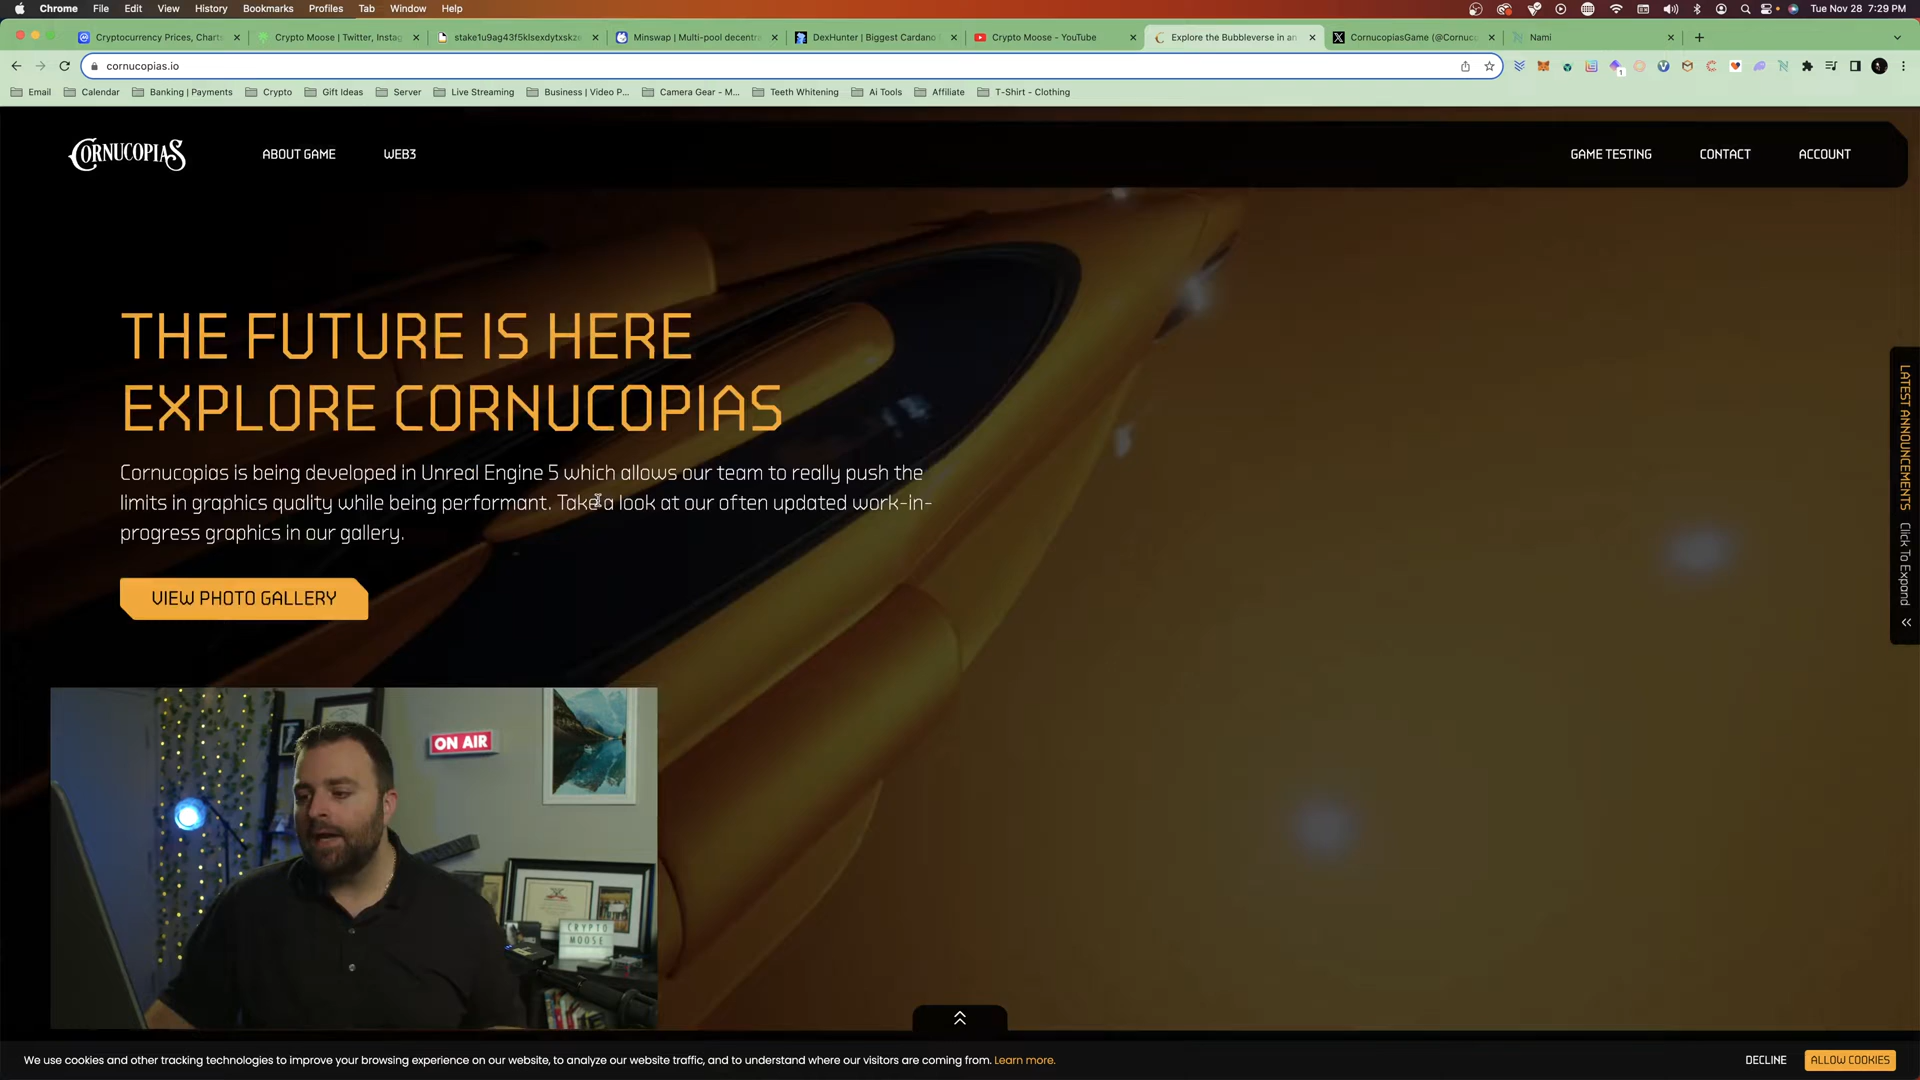 Chrome File Edit View History Bookmarks Profiles Tab Window Help Tue Nov 28 7:29 PM
Cryptocurrency Prices, Charts
Crypto Moose | Twitter, Instag
stake1u9ag43f5klsexdytxskz
Minswap | Multi-pool decentr
DexHunter | Biggest Cardano
Crypto Moose - YouTube
Explore the Bubbleverse in an
CornucopiasGame (@Cornuc
Nami
cornucopias.io
1
Email Calendar Banking | Payments Crypto Gift Ideas Server Live Streaming Business | Video P... Camera Gear - M... Teeth Whitening Ai Tools Affiliate T-Shirt - Clothing
CORNUCOPIAS ABOUT GAME WEB3 GAME TESTING CONTACT ACCOUNT
THE FUTURE IS HERE
EXPLORE CORNUCOPIAS
Cornucopias is being developed in Unreal Engine 5 which allows our team to really push the
limits in graphics quality while being performant. Take a look at our often updated work-in-
progress graphics in our gallery.
VIEW PHOTO GALLERY
LATEST ANNOUNCEMENTS Click To Expand
ON AIR
CRYPTO
MOOSE
We use cookies and other tracking technologies to improve your browsing experience on our website, to analyze our website traffic, and to understand where our visitors are coming from. Learn more.
DECLINE ALLOW COOKIES